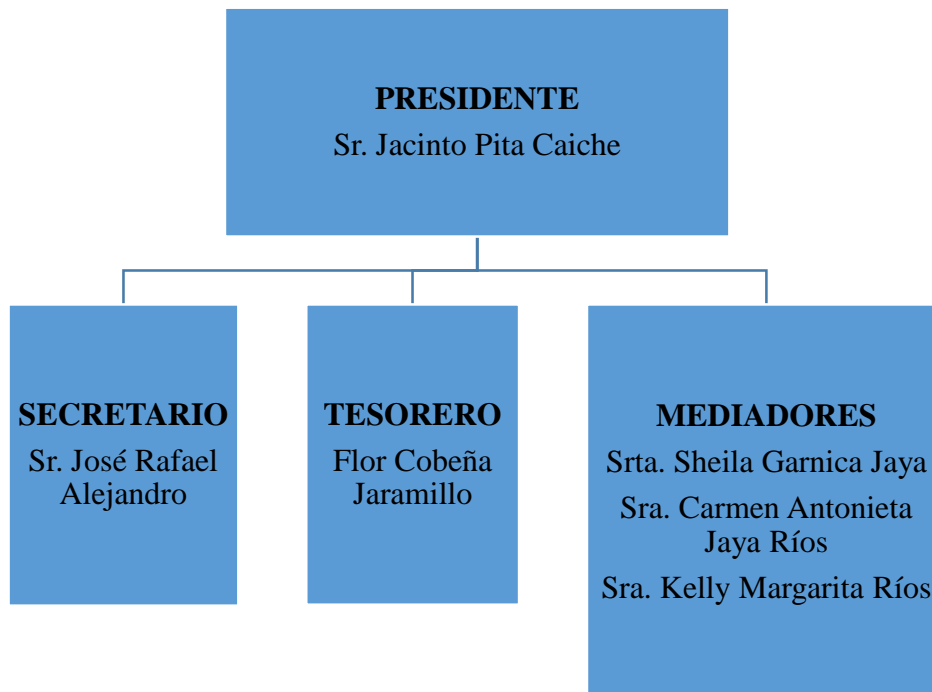 PRESIDENTE
Sr. Jacinto Pita Caiche
SECRETARIO
Sr. José Rafael
Alejandro
TESORERO
Flor Cobeña
Jaramillo
MEDIADORES
Srta. Sheila Garnica Jaya
Sra. Carmen Antonieta
Jaya Ríos
Sra. Kelly Margarita Ríos